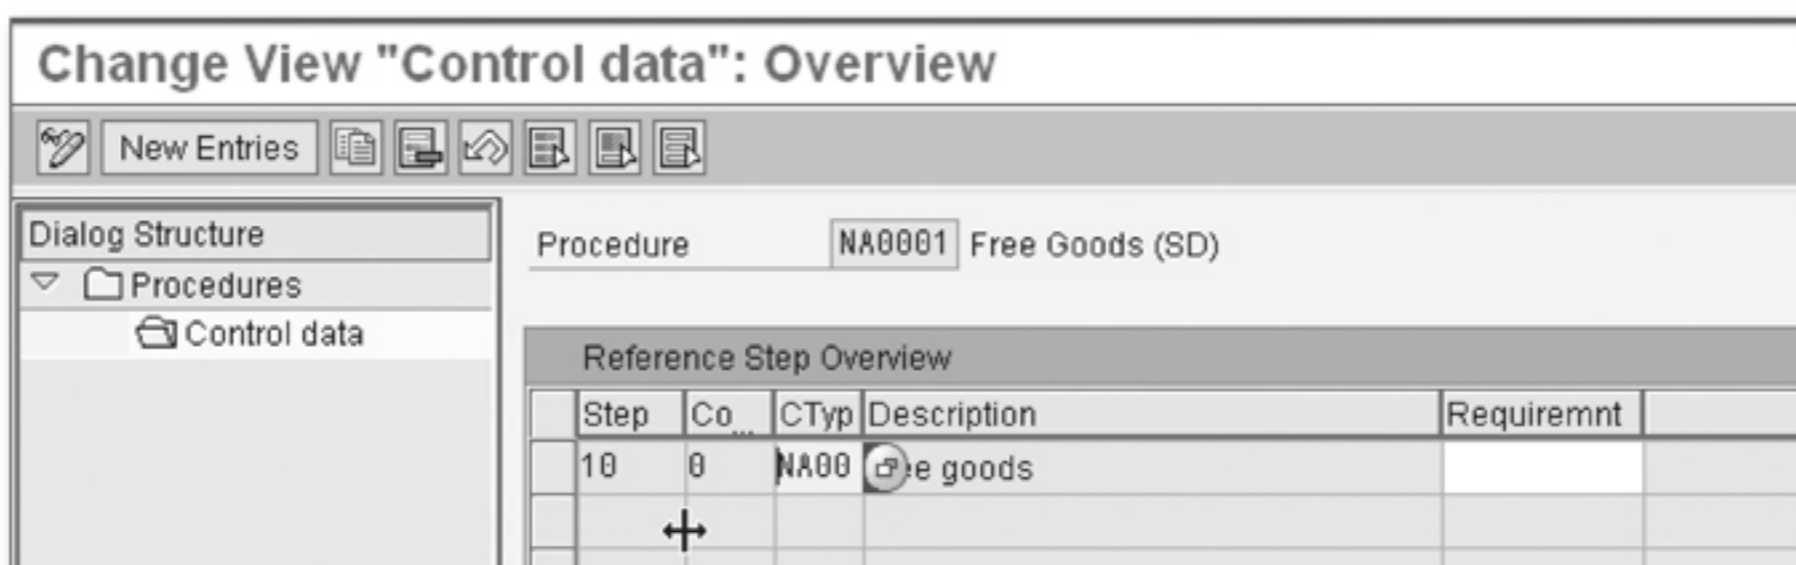 Change View "Control data": Overview
New Entries
Dialog Structure
Procedures
Control data
Procedure NA0001 Free Goods (SD)
Reference Step Overview
Step Co... CTyp Description Requiremnt
10 0 NA00 ee goods